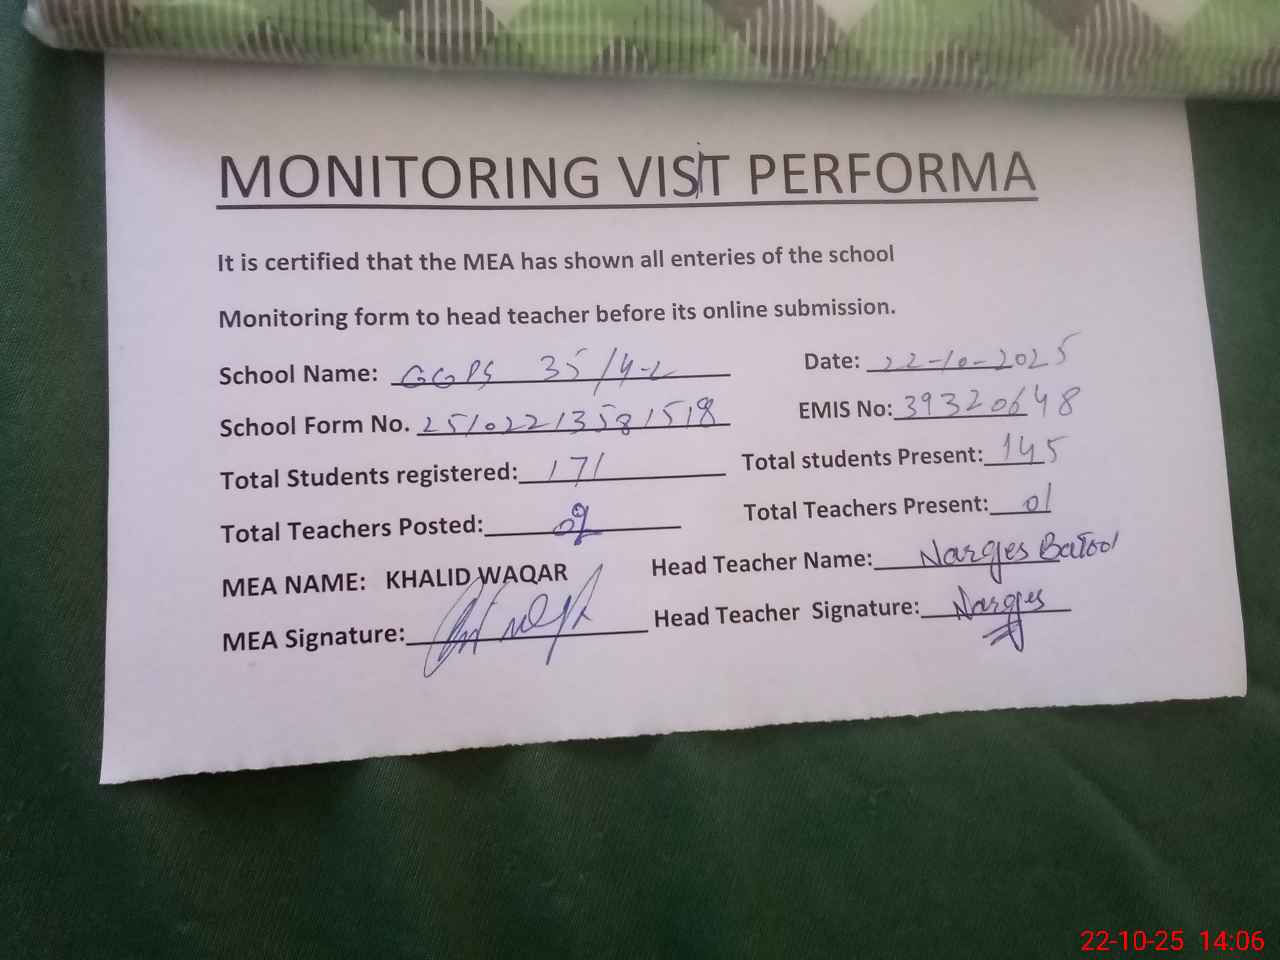 MONITORING VISIT PERFORMA
It is certified that the MEA has shown all enteries of the school
Monitoring form to head teacher before its online submission.
School Name: GGPS 35/4-L Date: 22-10-2025
School Form No. 2510221358 1518 EMIS No: 39320648
Total Students registered: 171 Total students Present: 145
Total Teachers Posted: Total Teachers Present: 01
MEA NAME: KHALID WAQAR Head Teacher Name: Narges Batool
MEA Signature: Head Teacher Signature: Narges
22-10-25 14:06